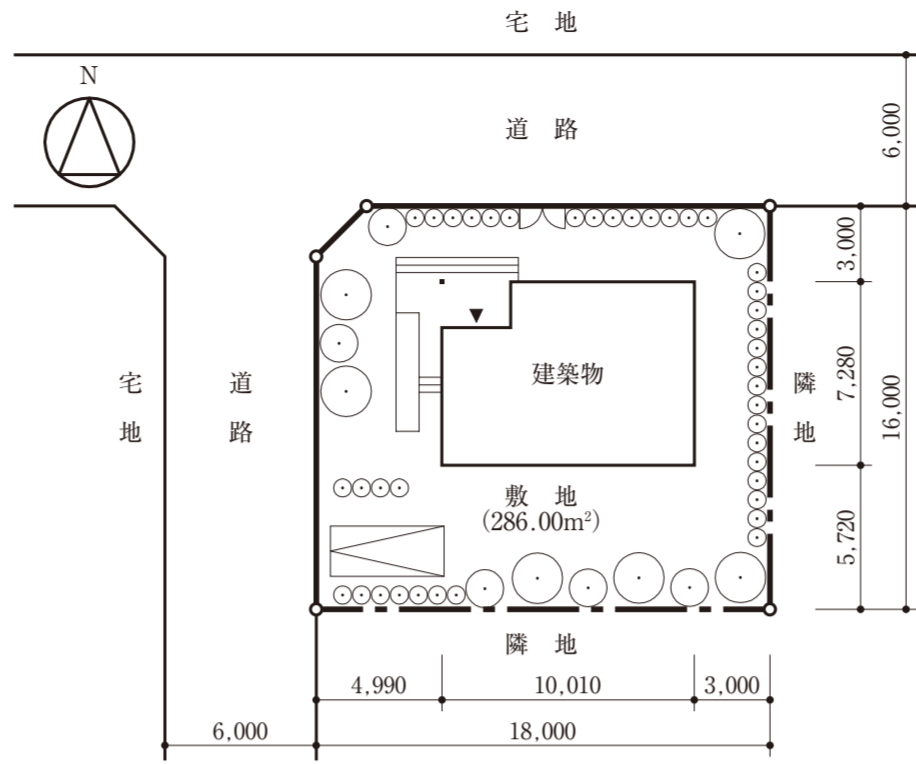 宅 地
N
道 路
6,000
3,000
建築物
宅地
道路
隣地
7,280
16,000
敷 地
(286.00m²)
5,720
隣 地
4,990
10,010
3,000
6,000
18,000